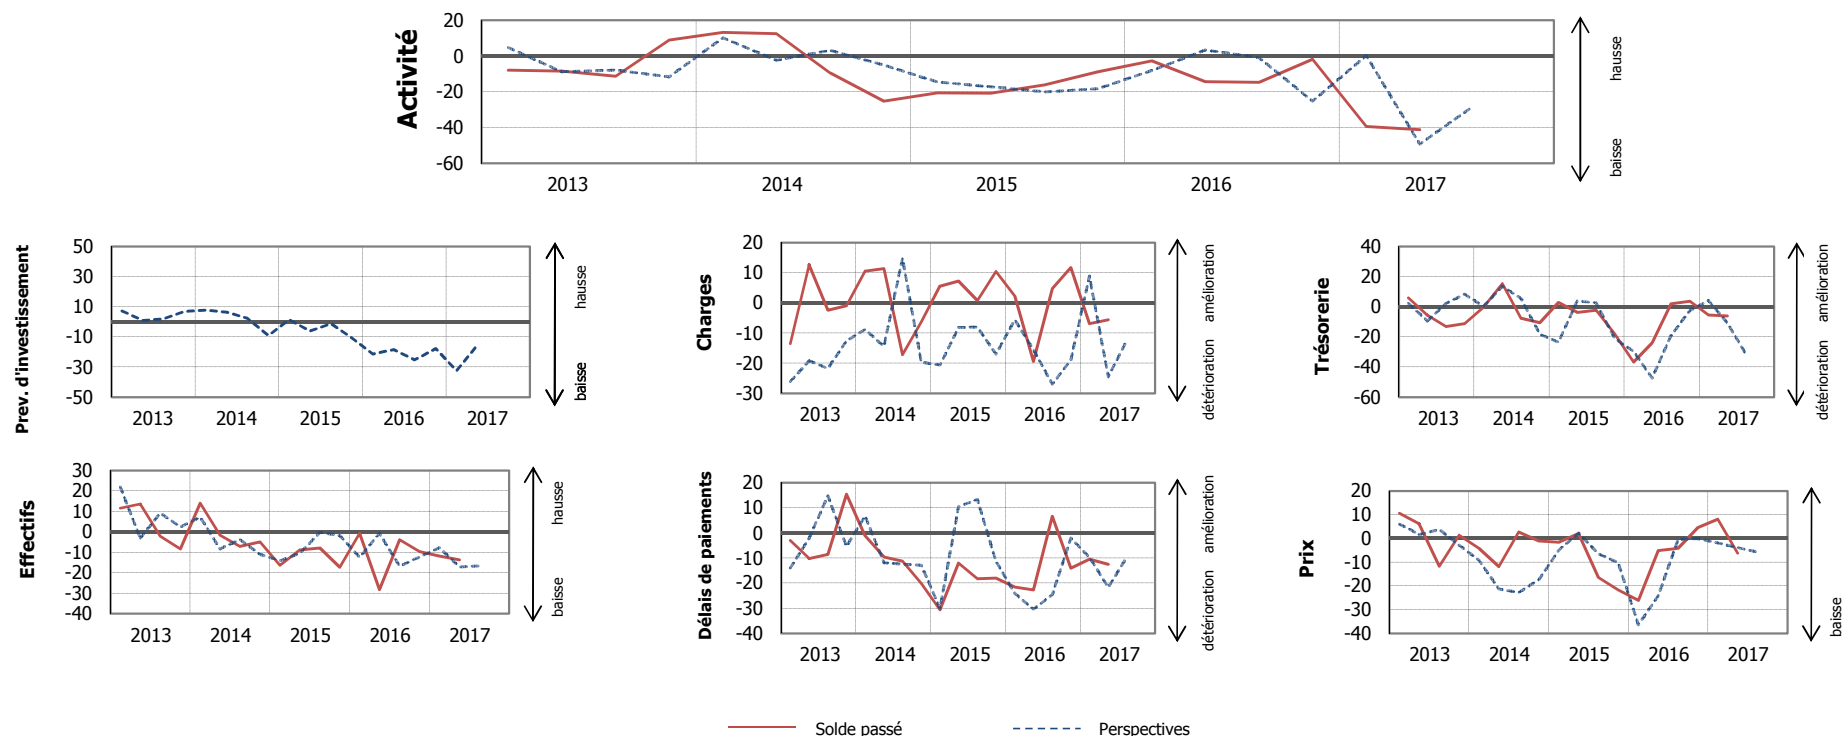 Activité
20
0
-20
-40
-60
2013 2014 2015 2016 2017
hausse
baisse
Prev. d'investissement
50
30
10
-10
-30
-50
2013 2014 2015 2016 2017
hausse
baisse
Charges
20
10
0
-10
-20
-30
2013 2014 2015 2016 2017
amélioration
détérioration
Trésorerie
40
20
0
-20
-40
-60
2013 2014 2015 2016 2017
amélioration
détérioration
Effectifs
30
20
10
0
-10
-20
-30
-40
2013 2014 2015 2016 2017
hausse
baisse
Délais de paiements
20
10
0
-10
-20
-30
-40
2013 2014 2015 2016 2017
amélioration
détérioration
Prix
20
10
0
-10
-20
-30
-40
2013 2014 2015 2016 2017
baisse
Solde passé Perspectives